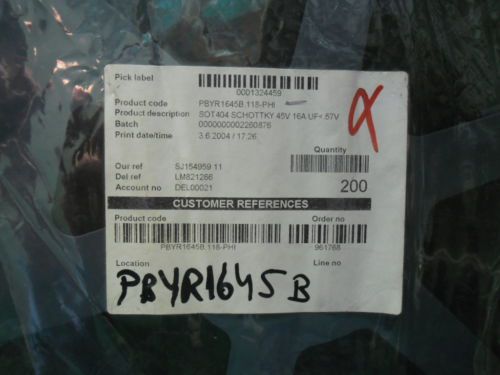 Pick label
0001324459
Product code PBYR1645B.118-PHI
Product description SOT404 SCHOTTKY 45V 16A UF<.57V
Batch 0000000002260876
Print date/time 3.6.2004 / 17.26
Quantity
Our ref SJ154959 11
Del ref LM821266
Account no DEL00021
200
CUSTOMER REFERENCES
Product code Order no
PBYR1645B.118-PHI 961768
Location Line no
PBYR1645B